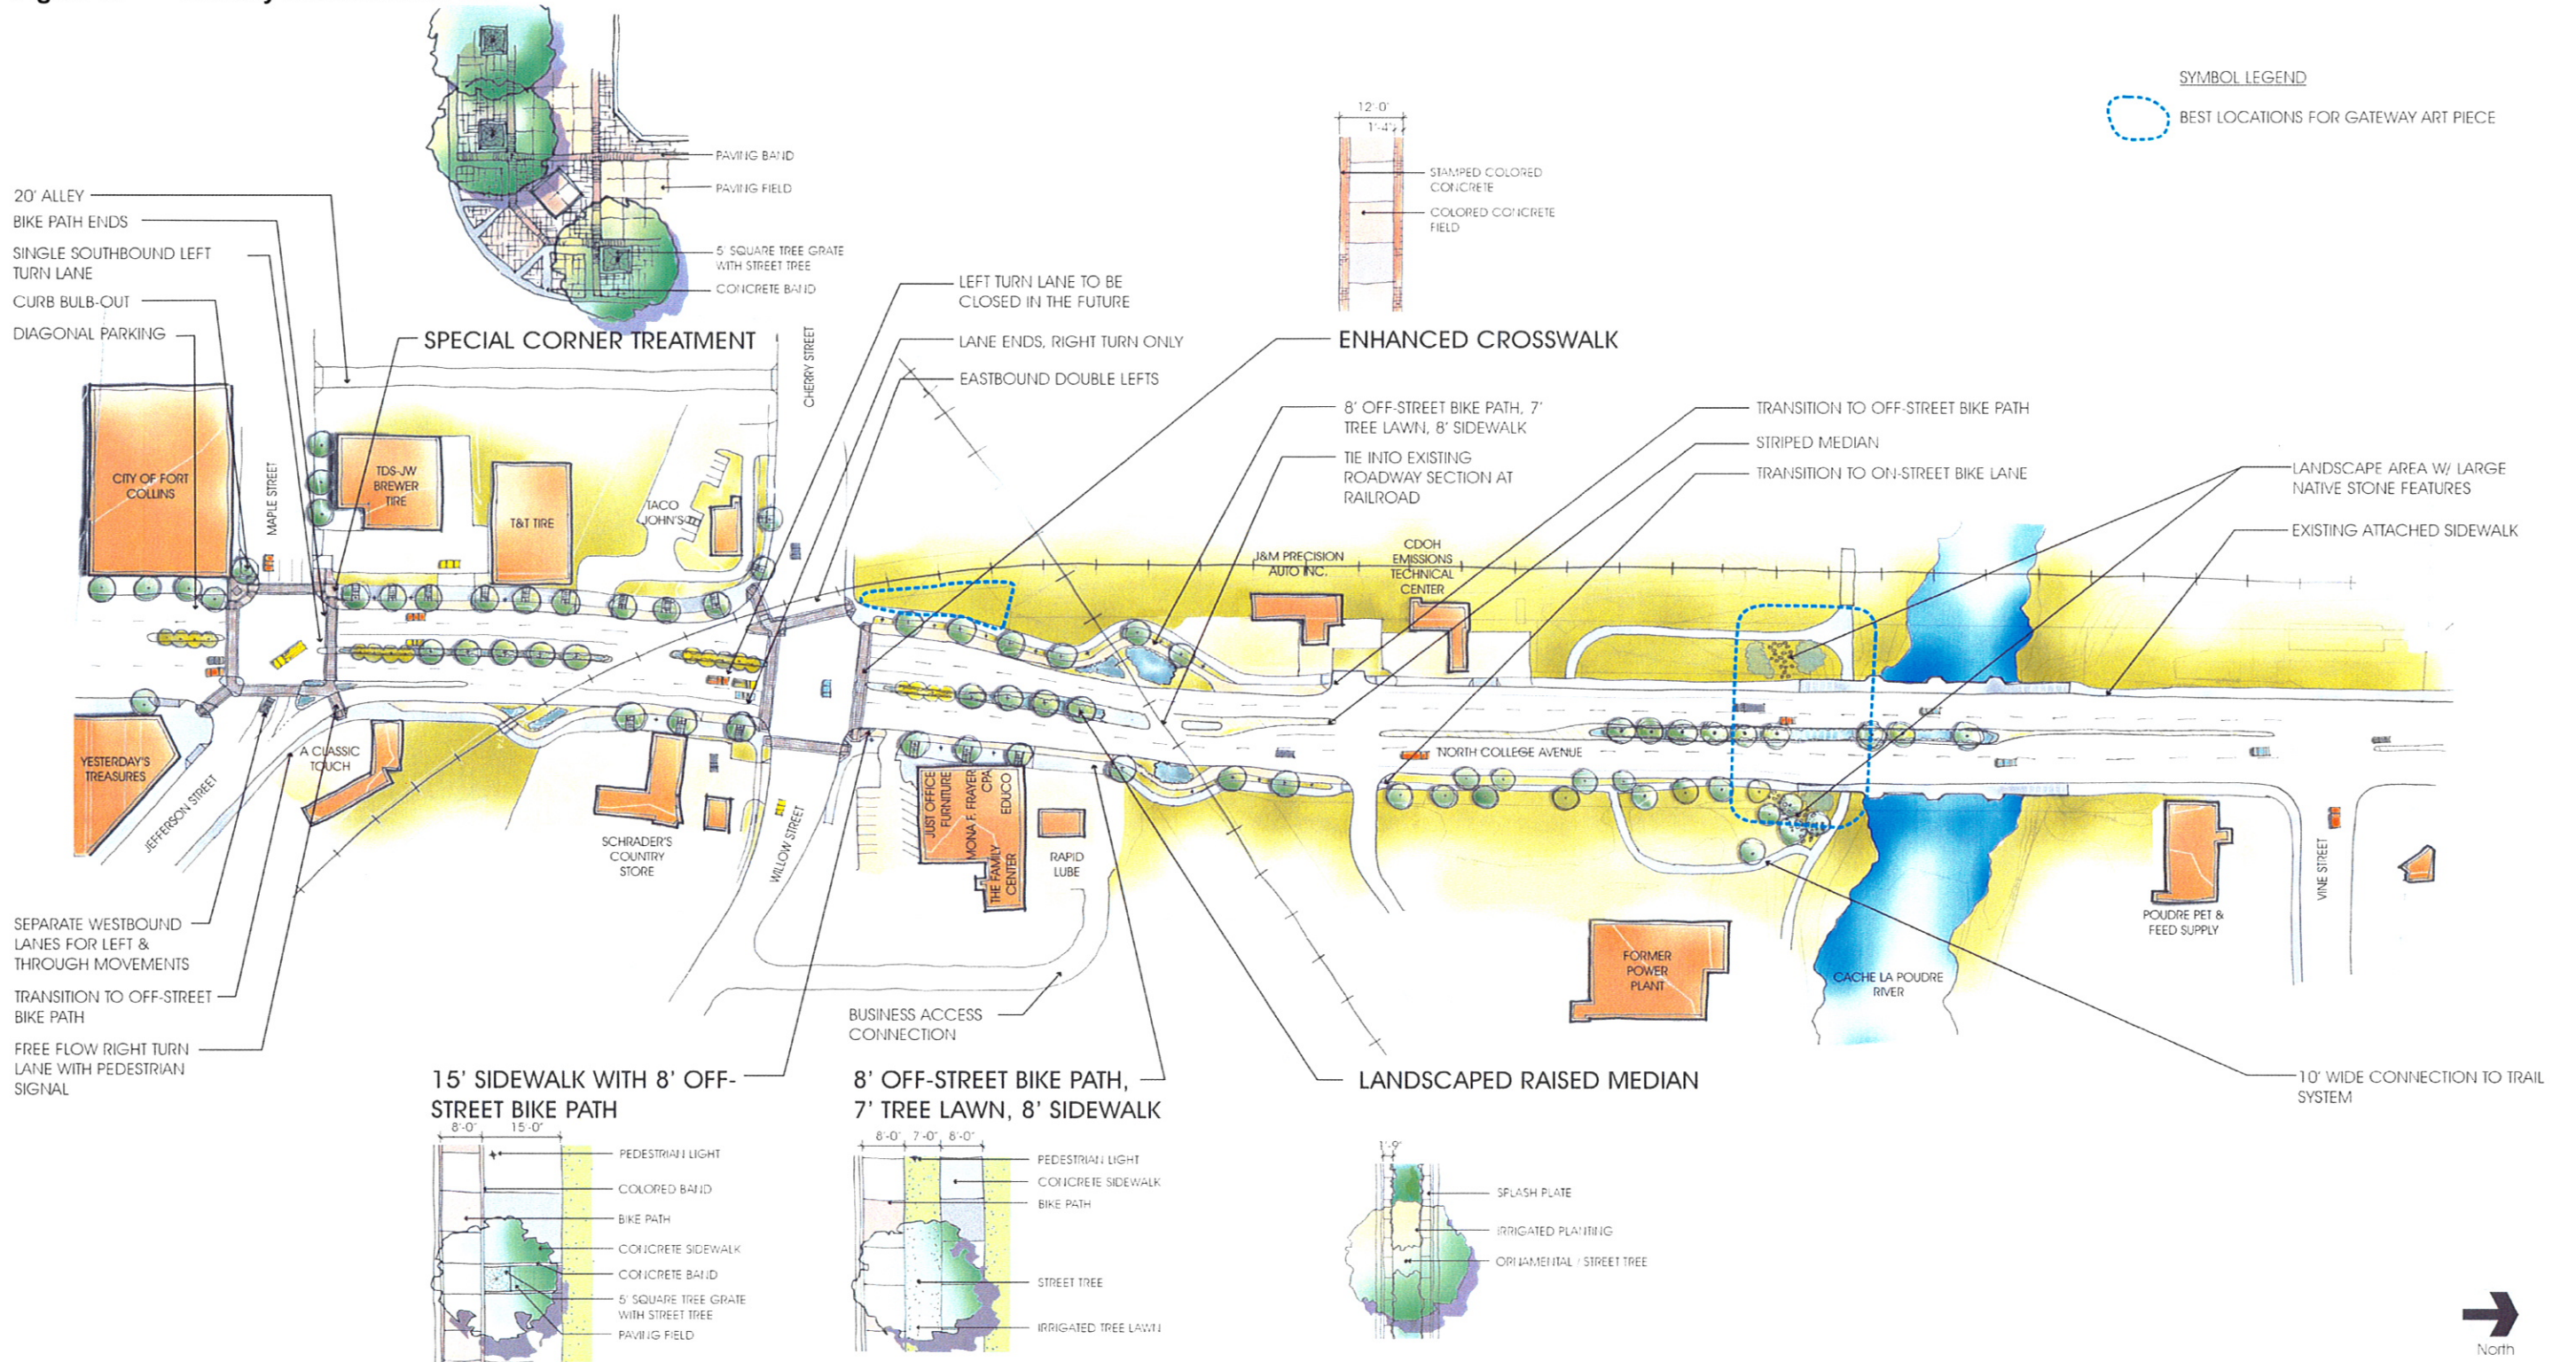 SYMBOL LEGEND
BEST LOCATIONS FOR GATEWAY ART PIECE
PAVING BAND
PAVING FIELD
5' SQUARE TREE GRATE
WITH STREET TREE
CONCRETE BAND
SPECIAL CORNER TREATMENT
12'-0"
1'-4"
STAMPED COLORED
CONCRETE
COLORED CONCRETE
FIELD
ENHANCED CROSSWALK
20' ALLEY
BIKE PATH ENDS
SINGLE SOUTHBOUND LEFT
TURN LANE
CURB BULB-OUT
DIAGONAL PARKING
LEFT TURN LANE TO BE
CLOSED IN THE FUTURE
LANE ENDS, RIGHT TURN ONLY
EASTBOUND DOUBLE LEFTS
8' OFF-STREET BIKE PATH, 7'
TREE LAWN, 8' SIDEWALK
TIE INTO EXISTING
ROADWAY SECTION AT
RAILROAD
TRANSITION TO OFF-STREET BIKE PATH
STRIPED MEDIAN
TRANSITION TO ON-STREET BIKE LANE
LANDSCAPE AREA W/ LARGE
NATIVE STONE FEATURES
EXISTING ATTACHED SIDEWALK
CHERRY STREET
MAPLE STREET
CITY OF FORT
COLLINS
TDS-JW
BREWER
TIRE
T&T TIRE
TACO
JOHN'S
J&M PRECISION
AUTO INC.
CDOH
EMISSIONS
TECHNICAL
CENTER
NORTH COLLEGE AVENUE
YESTERDAY'S
TREASURES
JEFFERSON STREET
A CLASSIC
TOUCH
SCHRADER'S
COUNTRY
STORE
WILLOW STREET
JUST OFFICE
FURNITURE
MONA F. FRAYER
CPA
EDUCO
THE FAMILY
CENTER
RAPID
LUBE
FORMER
POWER
PLANT
CACHE LA POUDRE
RIVER
POUDRE PET &
FEED SUPPLY
VINE STREET
SEPARATE WESTBOUND
LANES FOR LEFT &
THROUGH MOVEMENTS
TRANSITION TO OFF-STREET
BIKE PATH
FREE FLOW RIGHT TURN
LANE WITH PEDESTRIAN
SIGNAL
BUSINESS ACCESS
CONNECTION
10' WIDE CONNECTION TO TRAIL
SYSTEM
15' SIDEWALK WITH 8' OFF-
STREET BIKE PATH
8'-0" 15'-0"
PEDESTRIAN LIGHT
COLORED BAND
BIKE PATH
CONCRETE SIDEWALK
CONCRETE BAND
5' SQUARE TREE GRATE
WITH STREET TREE
PAVING FIELD
8' OFF-STREET BIKE PATH,
7' TREE LAWN, 8' SIDEWALK
8'-0" 7'-0" 8'-0"
PEDESTRIAN LIGHT
CONCRETE SIDEWALK
BIKE PATH
STREET TREE
IRRIGATED TREE LAWN
LANDSCAPED RAISED MEDIAN
1'-9"
SPLASH PLATE
IRRIGATED PLANTING
ORNAMENTAL / STREET TREE
North